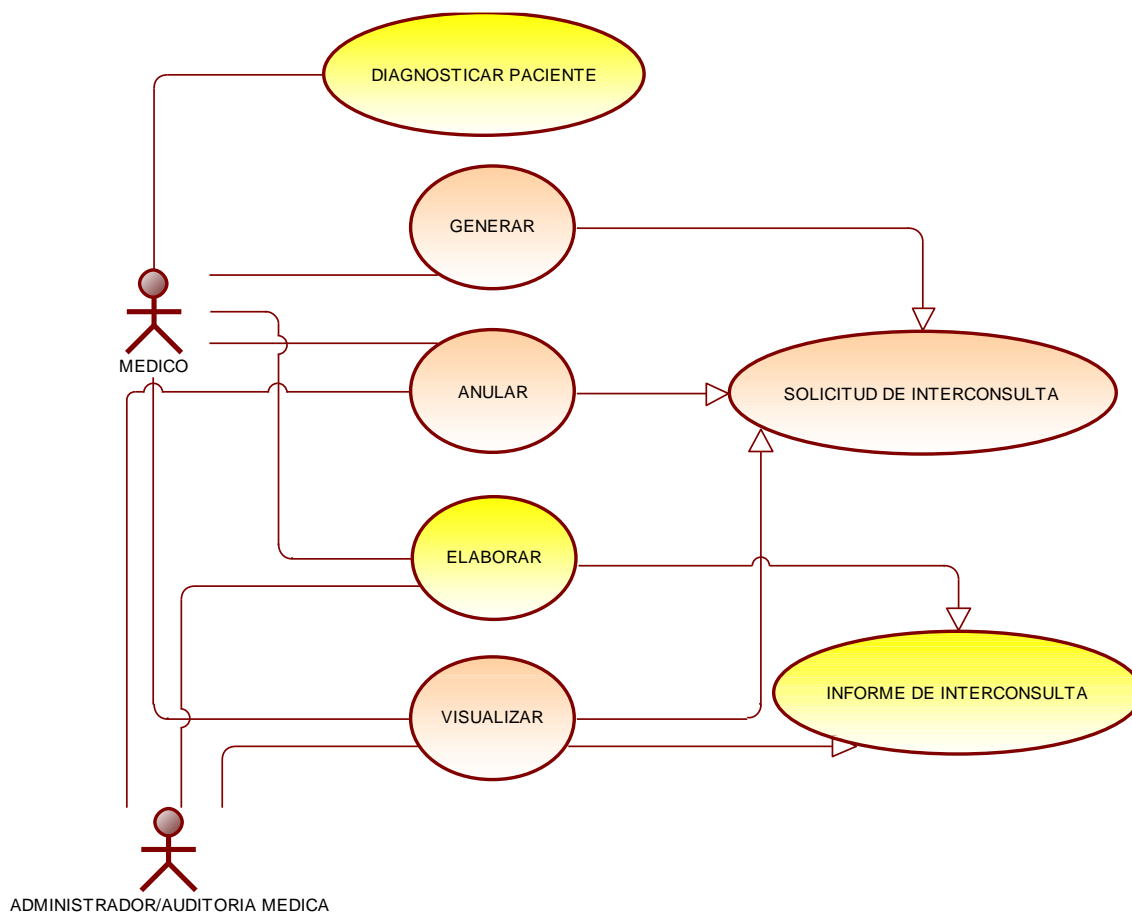 DIAGNOSTICAR PACIENTE
GENERAR
MEDICO
ANULAR
SOLICITUD DE INTERCONSULTA
ELABORAR
INFORME DE INTERCONSULTA
VISUALIZAR
ADMINISTRADOR/AUDITORIA MEDICA